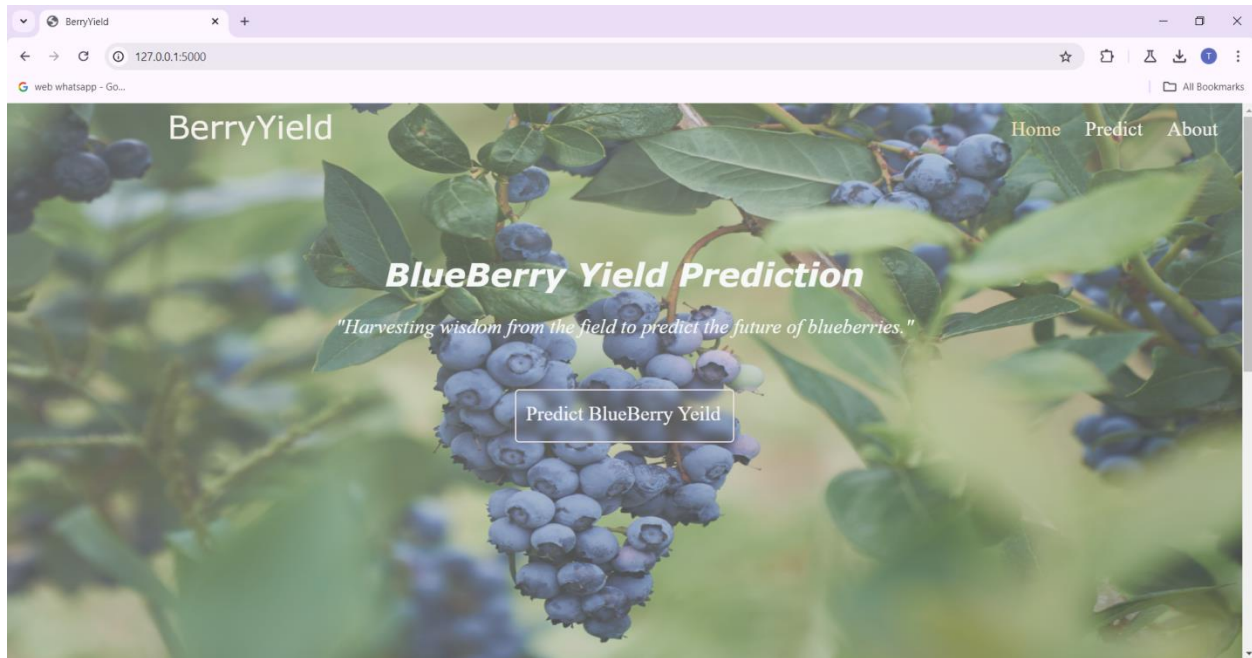 BerryYield
127.0.0.1:5000
web whatsapp - Go...
All Bookmarks
T
BerryYield
Home Predict About
BlueBerry Yield Prediction
"Harvesting wisdom from the field to predict the future of blueberries."
Predict BlueBerry Yeild